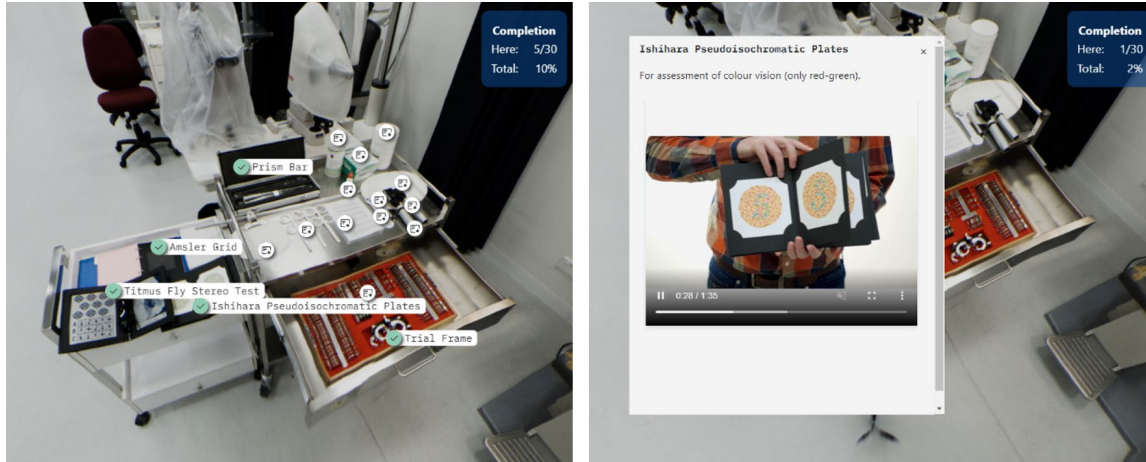 Completion
Here: 5/30
Total: 10%
Prism Bar
Amsler Grid
Titmus Fly Stereo Test
Ishihara Pseudoisochromatic Plates
Trial Frame
Completion
Here: 1/30
Total: 2%
Ishihara Pseudoisochromatic Plates ×
For assessment of colour vision (only red-green).
0:28 / 1:35